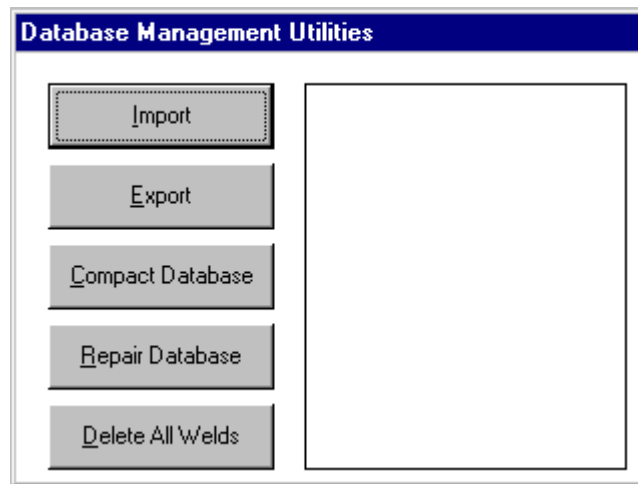 Database Management Utilities
Import
Export
Compact Database
Repair Database
Delete All Welds